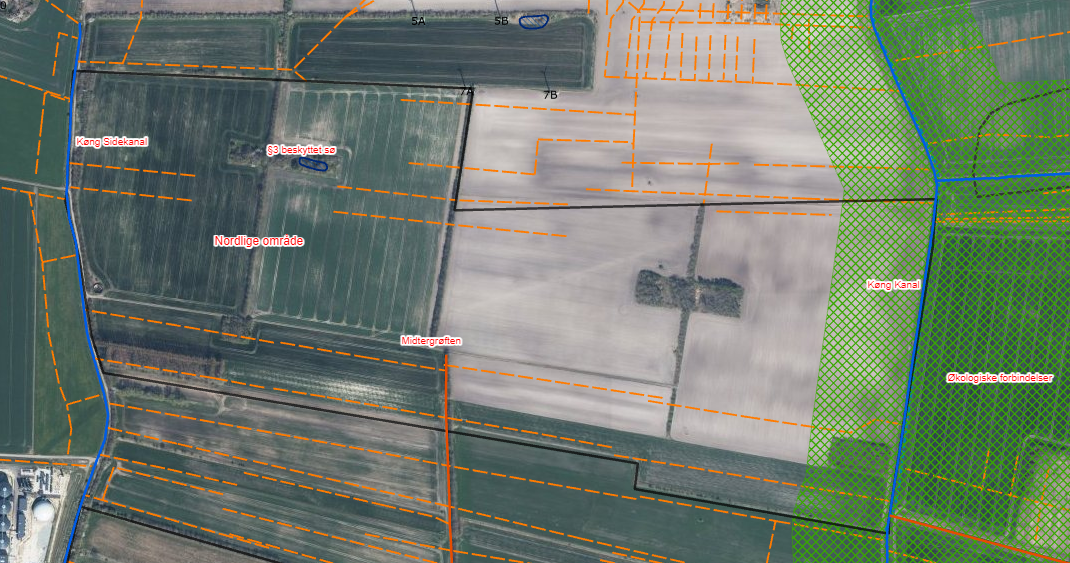 5A
5B
7A
7B
Køng Sidekanal
§3 beskyttet sø
Nordlige område
Køng Kanal
Midtergrøften
Økologiske forbindelser